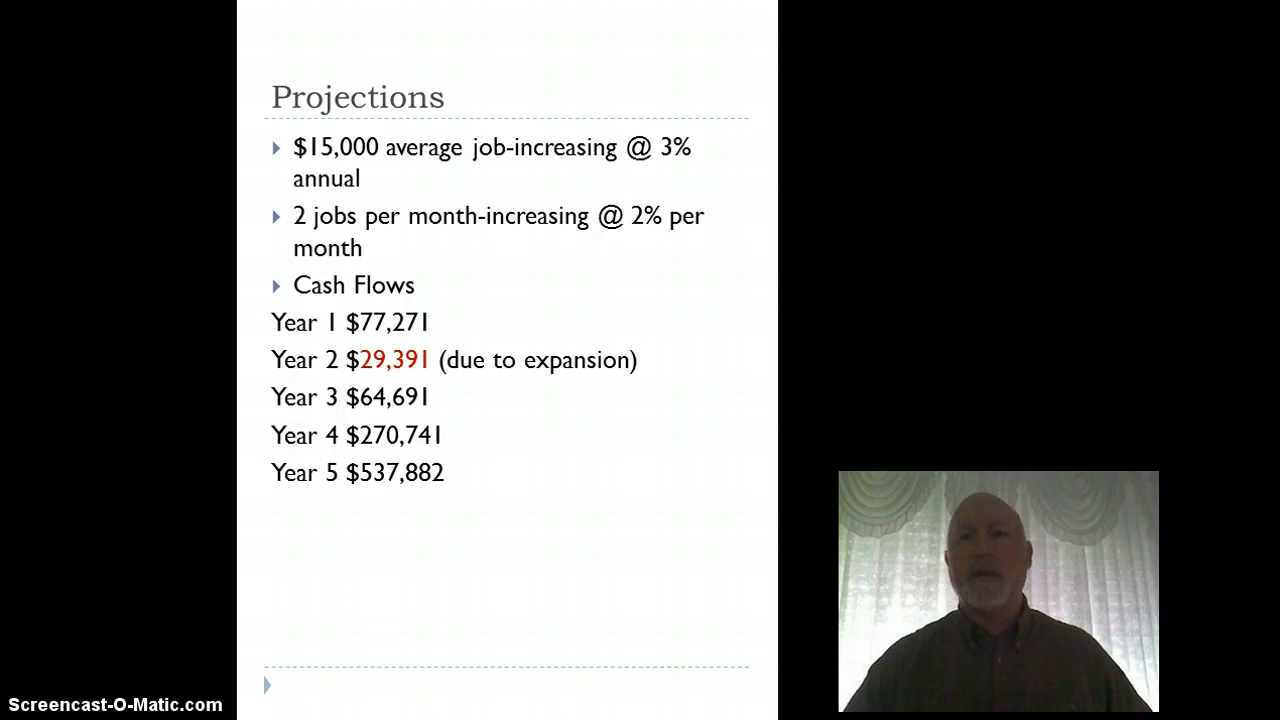 Projections
$15,000 average job-increasing @ 3%
annual
2 jobs per month-increasing @ 2% per
month
Cash Flows
Year 1 $77,271
Year 2 $29,391 (due to expansion)
Year 3 $64,691
Year 4 $270,741
Year 5 $537,882
Screencast-O-Matic.com